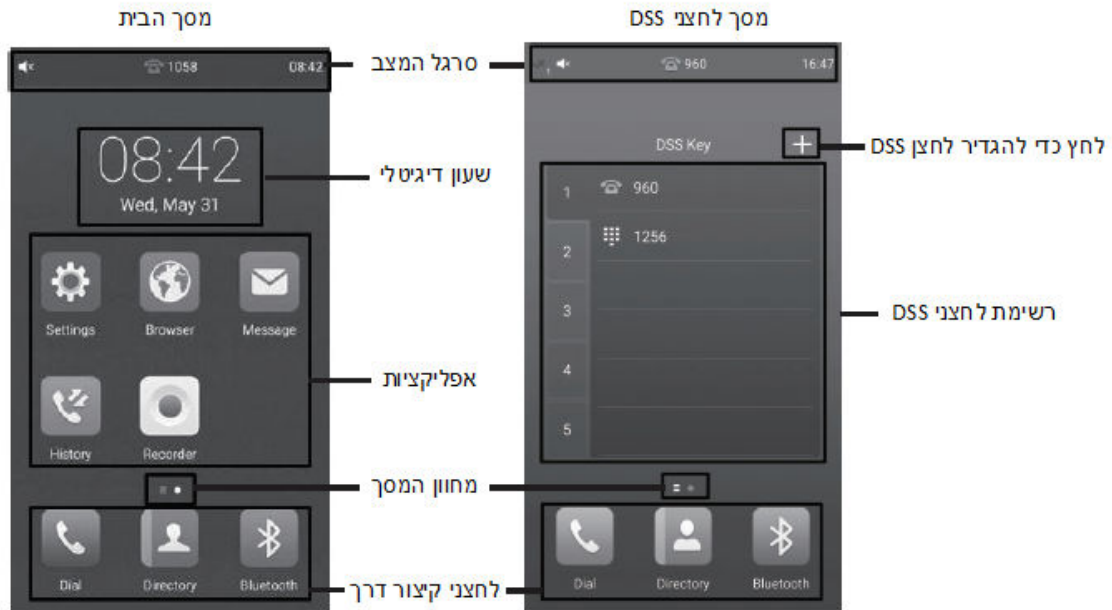 מסך הבית
מסך לחצני DSS
1058
08:42
סרגל המצב
960
16:47
08:42
Wed, May 31
שעון דיגיטלי
DSS Key
לחץ כדי להגדיר לחצן DSS
1
960
2
1256
3
4
5
רשימת לחצני DSS
Settings
Browser
Message
אפליקציות
History
Recorder
מחוון המסך
Dial
Directory
Bluetooth
לחצני קיצור דרך
Dial
Directory
Bluetooth